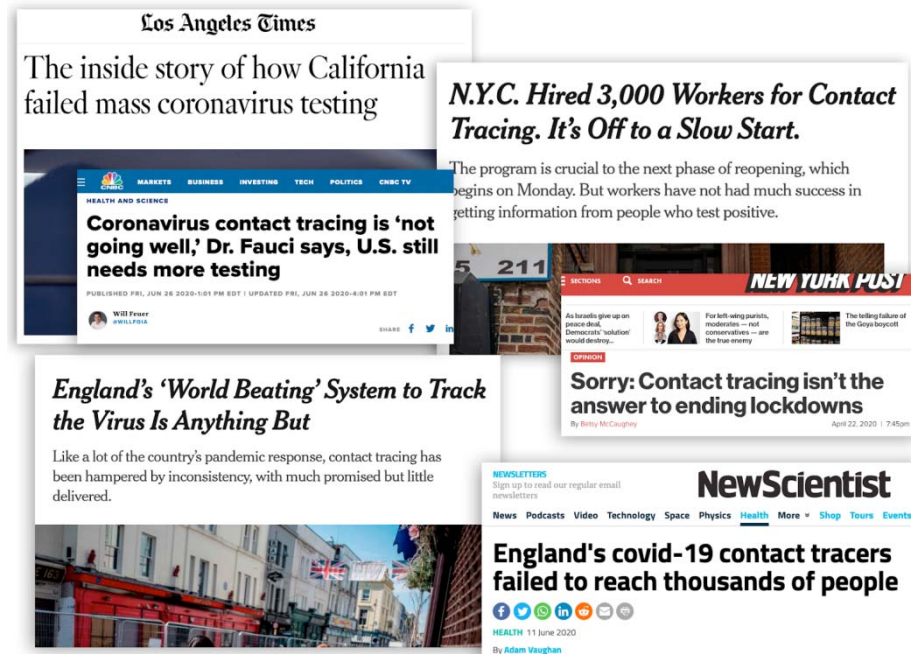 Los Angeles Times
The inside story of how California
failed mass coronavirus testing
CNBC
MARKETS BUSINESS INVESTING TECH POLITICS CNBC TV
HEALTH AND SCIENCE
Coronavirus contact tracing is ‘not
going well,’ Dr. Fauci says, U.S. still
needs more testing
PUBLISHED FRI, JUN 26 2020•1:01 PM EDT | UPDATED FRI, JUN 26 2020•4:01 PM EDT
Will Feuer
@WILLFOIA
SHARE
N.Y.C. Hired 3,000 Workers for Contact
Tracing. It’s Off to a Slow Start.
The program is crucial to the next phase of reopening, which
begins on Monday. But workers have not had much success in
getting information from people who test positive.
5 211
SECTIONS SEARCH NEW YORK POST
As Israelis give up on
peace deal,
Democrats’ ‘solution’
would destroy...
For left-wing purists,
moderates — not
conservatives — are
the true enemy
The telling failure of
the Goya boycott
OPINION
Sorry: Contact tracing isn’t the
answer to ending lockdowns
By Betsy McCaughey April 22, 2020 | 7:45pm
England’s ‘World Beating’ System to Track
the Virus Is Anything But
Like a lot of the country’s pandemic response, contact tracing has
been hampered by inconsistency, with much promised but little
delivered.
163
NEWSLETTERS
Sign up to read our regular email
newsletters
NewScientist
News Podcasts Video Technology Space Physics Health More Shop Tours Events
England's covid-19 contact tracers
failed to reach thousands of people
HEALTH 11 June 2020
By Adam Vaughan